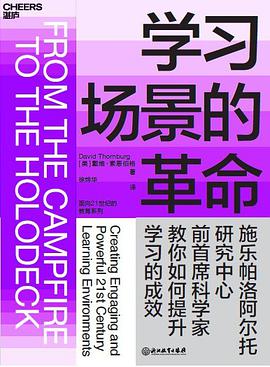 CHEERS
湛庐
FROM THE CAMPFIRE
TO THE HOLODECK
学习
场景的
革命
David Thornburg
[美] 戴维·索恩伯格
著
徐烨华
译
面向21世纪的
教育系列
Creating Engaging and
Powerful 21st Century
Learning Environments
施乐帕洛阿尔托
研究中心
前首席科学家
教你如何提升
学习的成效
浙江教育出版社